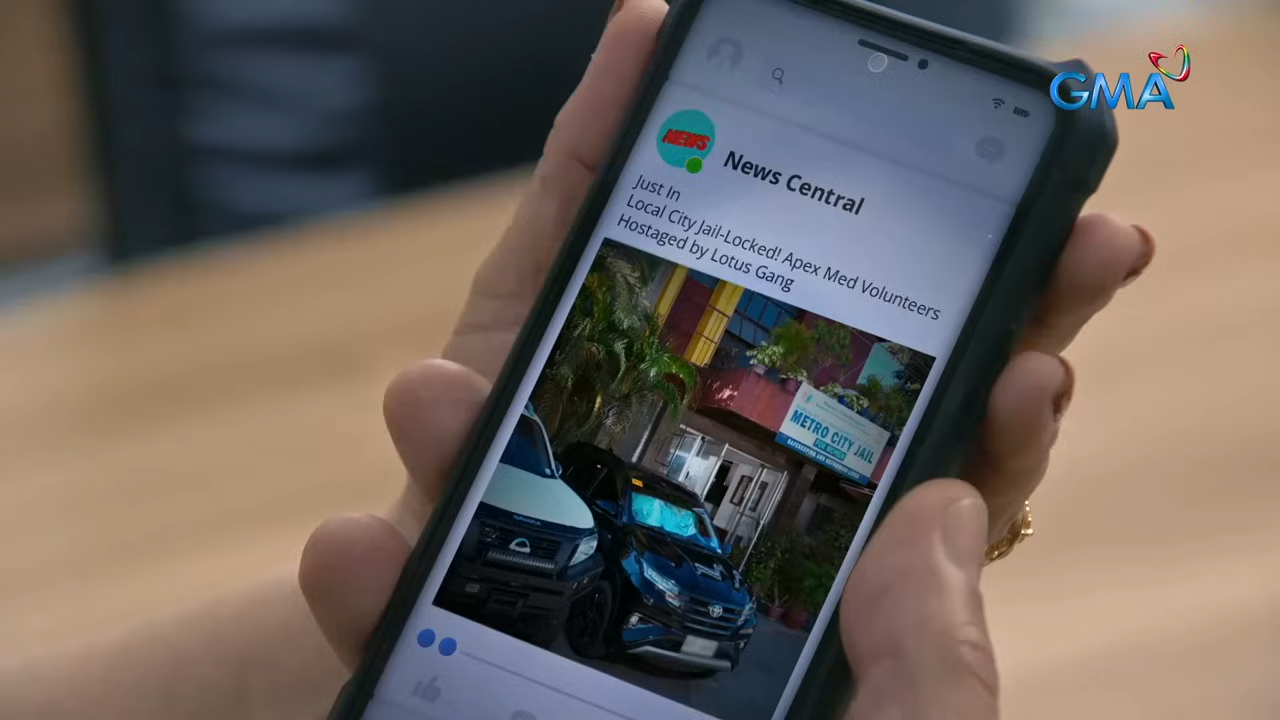 GMA
NEWS
News Central
Just In
Local City Jail-Locked! Apex Med Volunteers
Hostaged by Lotus Gang
METRO CITY JAIL